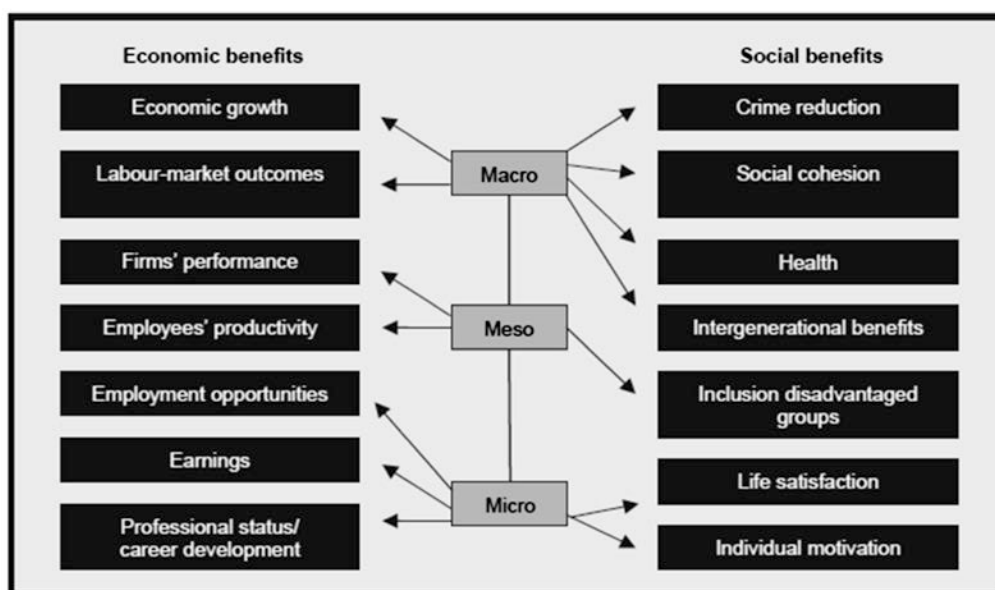 Economic benefits
Economic growth
Labour-market outcomes
Firms' performance
Employees' productivity
Employment opportunities
Earnings
Professional status/
career development
Macro
Meso
Micro
Social benefits
Crime reduction
Social cohesion
Health
Intergenerational benefits
Inclusion disadvantaged
groups
Life satisfaction
Individual motivation